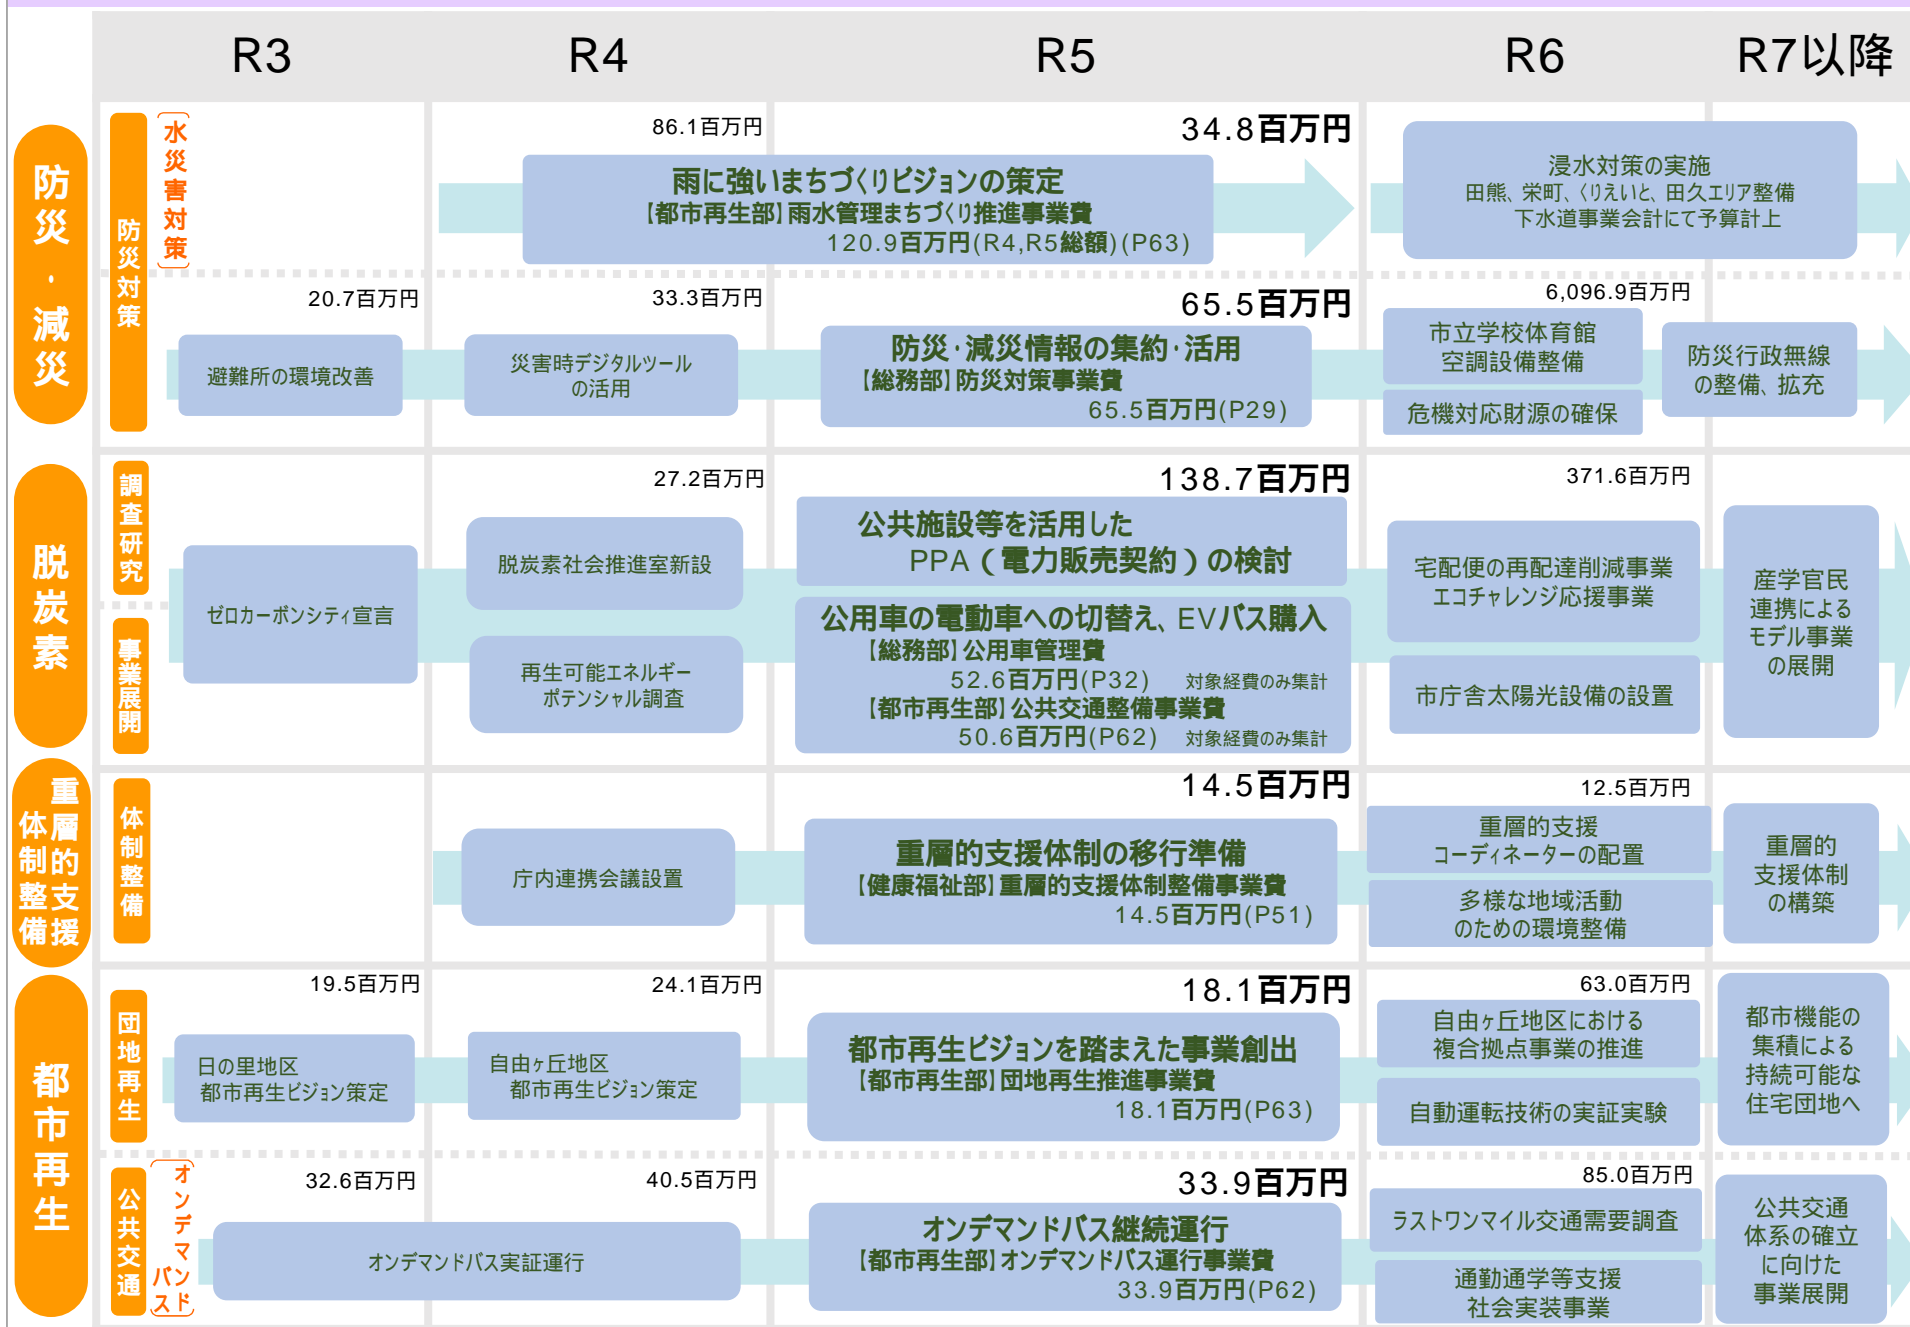 R3
R4
R5
R6
R7以降
防災・減災
防災対策
水災害対策
86.1百万円
34.8百万円
雨に強いまちづくりビジョンの策定
【都市再生部】雨水管理まちづくり推進事業費
120.9百万円(R4,R5総額)(P63)
浸水対策の実施
田熊、栄町、くりえいと、田久エリア整備
下水道事業会計にて予算計上
20.7百万円
33.3百万円
65.5百万円
6,096.9百万円
避難所の環境改善
災害時デジタルツール
の活用
防災・減災情報の集約・活用
【総務部】防災対策事業費
65.5百万円(P29)
市立学校体育館
空調設備整備
危機対応財源の確保
防災行政無線
の整備、拡充
脱炭素
調査研究
事業展開
27.2百万円
138.7百万円
371.6百万円
ゼロカーボンシティ宣言
脱炭素社会推進室新設
再生可能エネルギー
ポテンシャル調査
公共施設等を活用した
PPA（電力販売契約）の検討
公用車の電動車への切替え、EVバス購入
【総務部】公用車管理費
52.6百万円(P32) 対象経費のみ集計
【都市再生部】公共交通整備事業費
50.6百万円(P62) 対象経費のみ集計
宅配便の再配達削減事業
エコチャレンジ応援事業
市庁舎太陽光設備の設置
産学官民
連携による
モデル事業
の展開
重層的支援
体制整備
体制整備
14.5百万円
12.5百万円
庁内連携会議設置
重層的支援体制の移行準備
【健康福祉部】重層的支援体制整備事業費
14.5百万円(P51)
重層的支援
コーディネーターの配置
多様な地域活動
のための環境整備
重層的
支援体制
の構築
都市再生
団地再生
19.5百万円
24.1百万円
18.1百万円
63.0百万円
日の里地区
都市再生ビジョン策定
自由ヶ丘地区
都市再生ビジョン策定
都市再生ビジョンを踏まえた事業創出
【都市再生部】団地再生推進事業費
18.1百万円(P63)
自由ヶ丘地区における
複合拠点事業の推進
自動運転技術の実証実験
都市機能の
集積による
持続可能な
住宅団地へ
公共交通
オンデマンド
バス
32.6百万円
40.5百万円
33.9百万円
85.0百万円
オンデマンドバス実証運行
オンデマンドバス継続運行
【都市再生部】オンデマンドバス運行事業費
33.9百万円(P62)
ラストワンマイル交通需要調査
通勤通学等支援
社会実装事業
公共交通
体系の確立
に向けた
事業展開